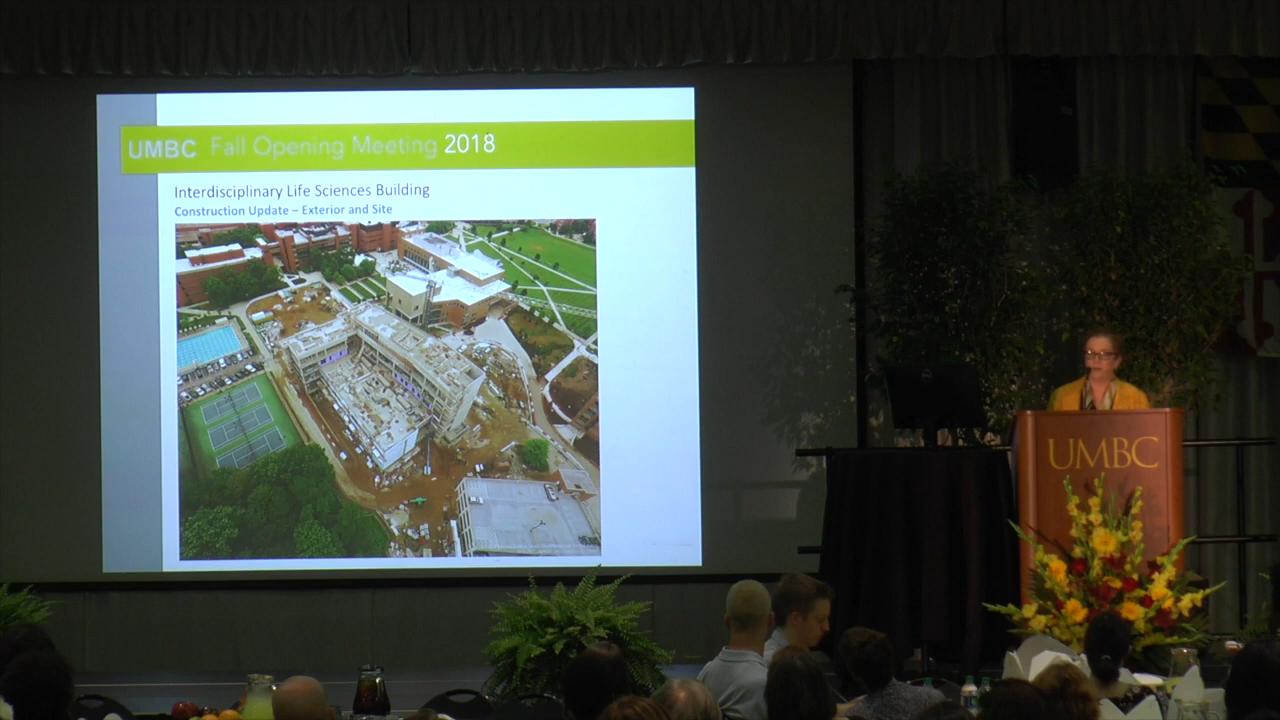 UMBC Fall Opening Meeting 2018
Interdisciplinary Life Sciences Building
Construction Update – Exterior and Site
UMBC